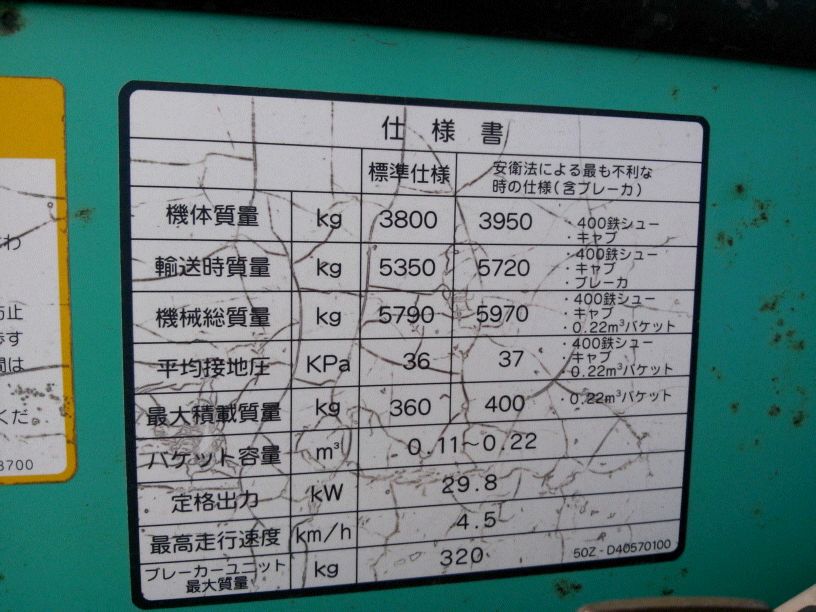 仕様書
標準仕様 安衛法による最も不利な
時の仕様(含ブレーカ)
機体質量 kg 3800 3950 ・400鉄シュー
・キャブ
輸送時質量 kg 5350 5720 ・400鉄シュー
・キャブ
・ブレーカ
機械総質量 kg 5790 5970 ・400鉄シュー
・キャブ
・0.22m³バケット
平均接地圧 KPa 36 37 ・400鉄シュー
・キャブ
・0.22m³バケット
最大積載質量 kg 360 400 ・0.22m³バケット
バケット容量 m³ 0.11～0.22
定格出力 kW 29.8
最高走行速度 km/h 4.5
ブレーカーユニット
最大質量 kg 320
50Z-D40570100
わ
防止
す
間は
くだ。
3700